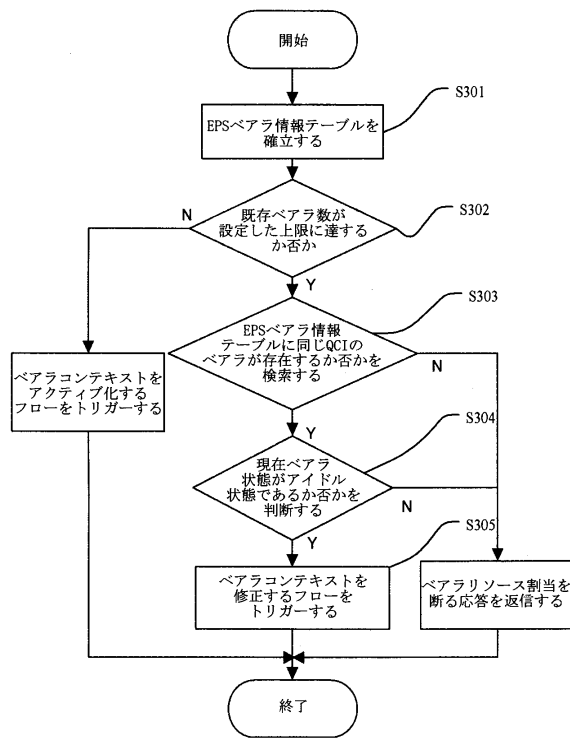 開始
S301
EPSベアラ情報テーブルを
確立する
N
S302
既存ベアラ数が
設定した上限に達する
か否か
Y
S303
EPSベアラ情報
テーブルに同じQCIの
ベアラが存在するか否かを
検索する
N
ベアラコンテキストを
アクティブ化する
フローをトリガーする
Y
S304
現在ベアラ
状態がアイドル
状態であるか否かを
判断する
N
Y
S305
ベアラコンテキストを
修正するフローを
トリガーする
ベアラリソース割当を
断る応答を返信する
終了